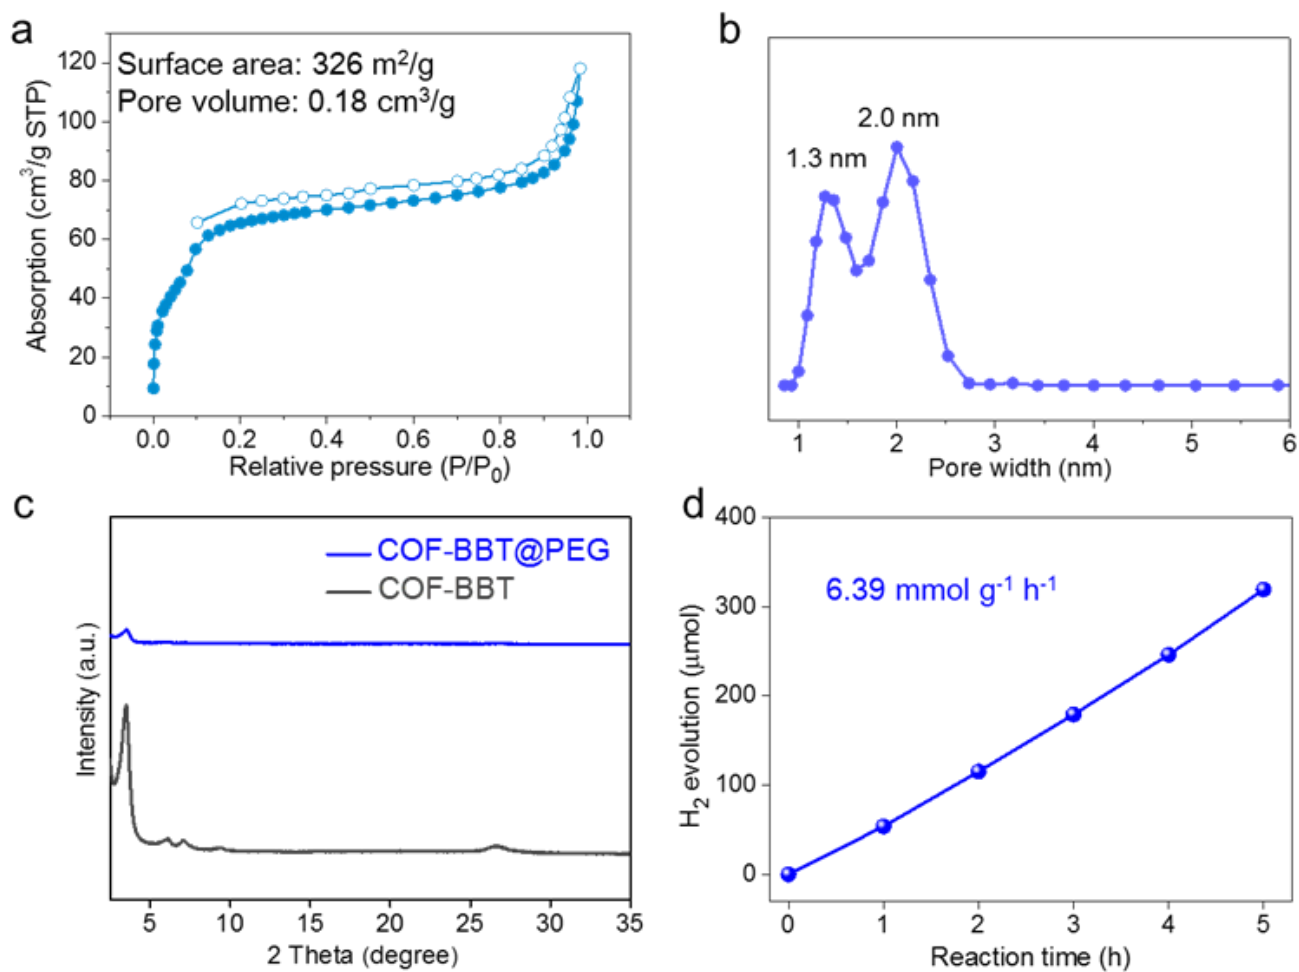 a
Surface area: 326 m²/g
Pore volume: 0.18 cm³/g
Absorption (cm³/g STP)
120
100
80
60
40
20
0
0.0 0.2 0.4 0.6 0.8 1.0
Relative pressure (P/P₀)
b
1.3 nm
2.0 nm
1 2 3 4 5 6
Pore width (nm)
c
COF-BBT@PEG
COF-BBT
Intensity (a.u.)
5 10 15 20 25 30 35
2 Theta (degree)
d
6.39 mmol g⁻¹ h⁻¹
H₂ evolution (μmol)
400
300
200
100
0
0 1 2 3 4 5
Reaction time (h)